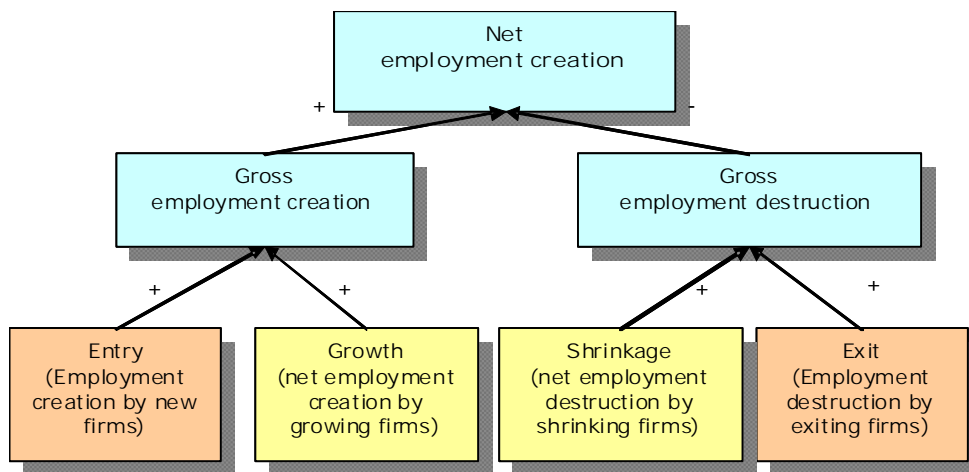 Net
employment creation
+
-
Gross
employment creation
Gross
employment destruction
+
+
+
+
Entry
(Employment
creation by new
firms)
Growth
(net employment
creation by
growing firms)
Shrinkage
(net employment
destruction by
shrinking firms)
Exit
(Employment
destruction by
exiting firms)